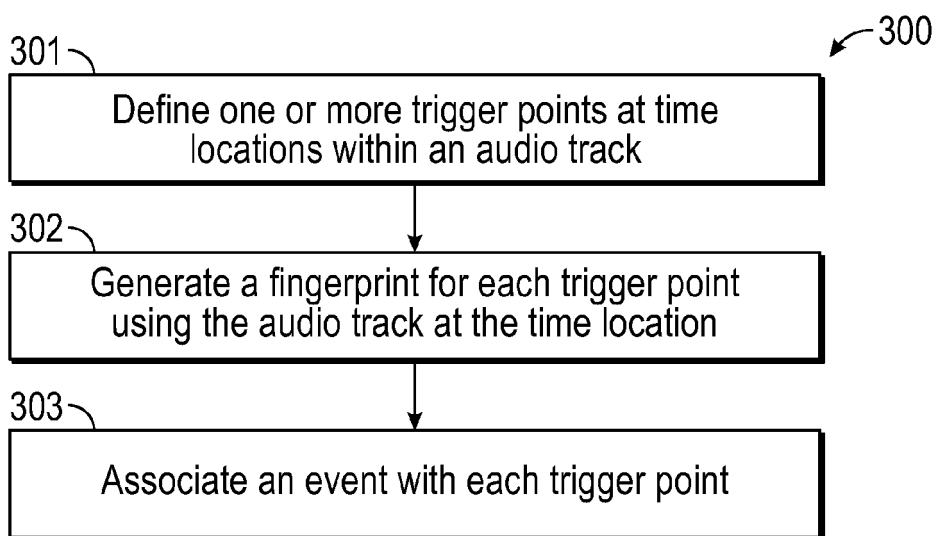 300
301
Define one or more trigger points at time
locations within an audio track
302
Generate a fingerprint for each trigger point
using the audio track at the time location
303
Associate an event with each trigger point